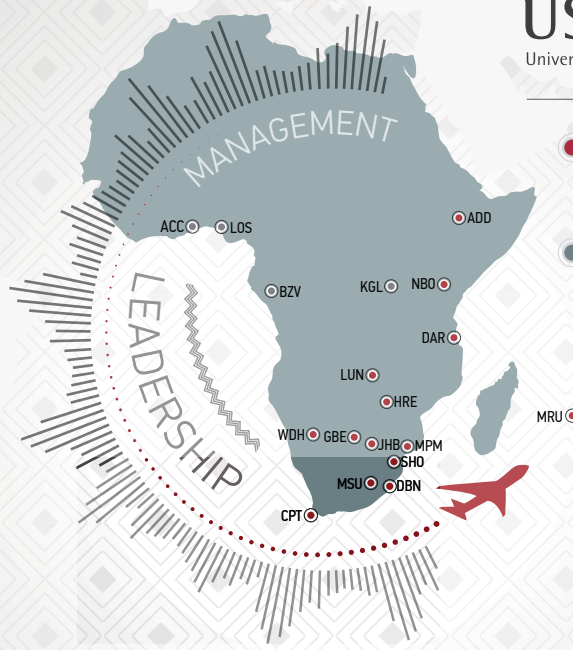 US
Univer
MANAGEMENT
ADD
ACC
LOS
KGL
NBO
BZV
DAR
LEADERSHIP
LUN
HRE
MRU
WDH
GBE
JHB
MPM
SHO
MSU
DBN
CPT